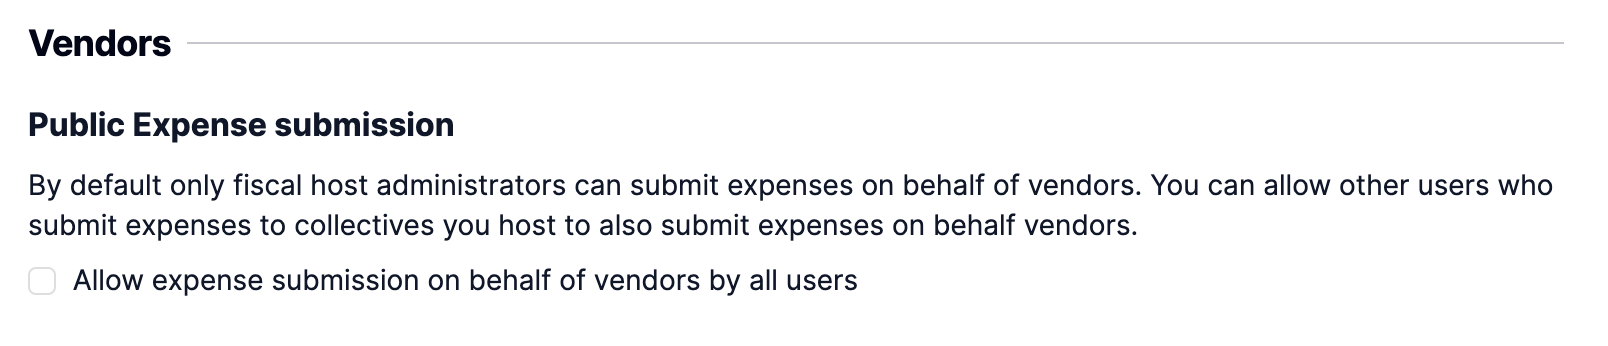 Vendors
Public Expense submission
By default only fiscal host administrators can submit expenses on behalf of vendors. You can allow other users who
submit expenses to collectives you host to also submit expenses on behalf vendors.
Allow expense submission on behalf of vendors by all users